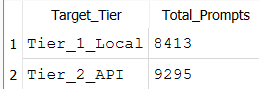 Target_Tier Total_Prompts
1 Tier_1_Local 8413
2 Tier_2_API 9295